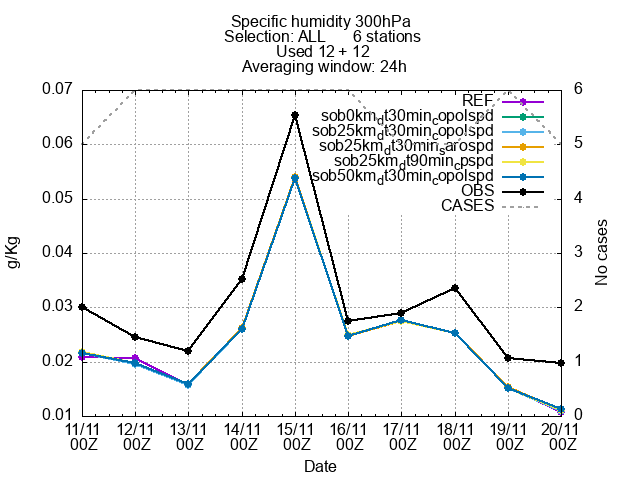 Specific humidity 300hPa
Selection: ALL 6 stations
Used 12 + 12
Averaging window: 24h
0.07
0.06
0.05
0.04
0.03
0.02
0.01
g/Kg
6
5
4
3
2
1
0
No cases
REF
sob0km_dt30min_copolspd
sob25km_dt30min_copolspd
sob25km_dt30min_sarospd
sob25km_dt90min_cpspd
sob50km_dt30min_copolspd
OBS
CASES
11/11 12/11 13/11 14/11 15/11 16/11 17/11 18/11 19/11 20/11
00Z 00Z 00Z 00Z 00Z 00Z 00Z 00Z 00Z 00Z
Date